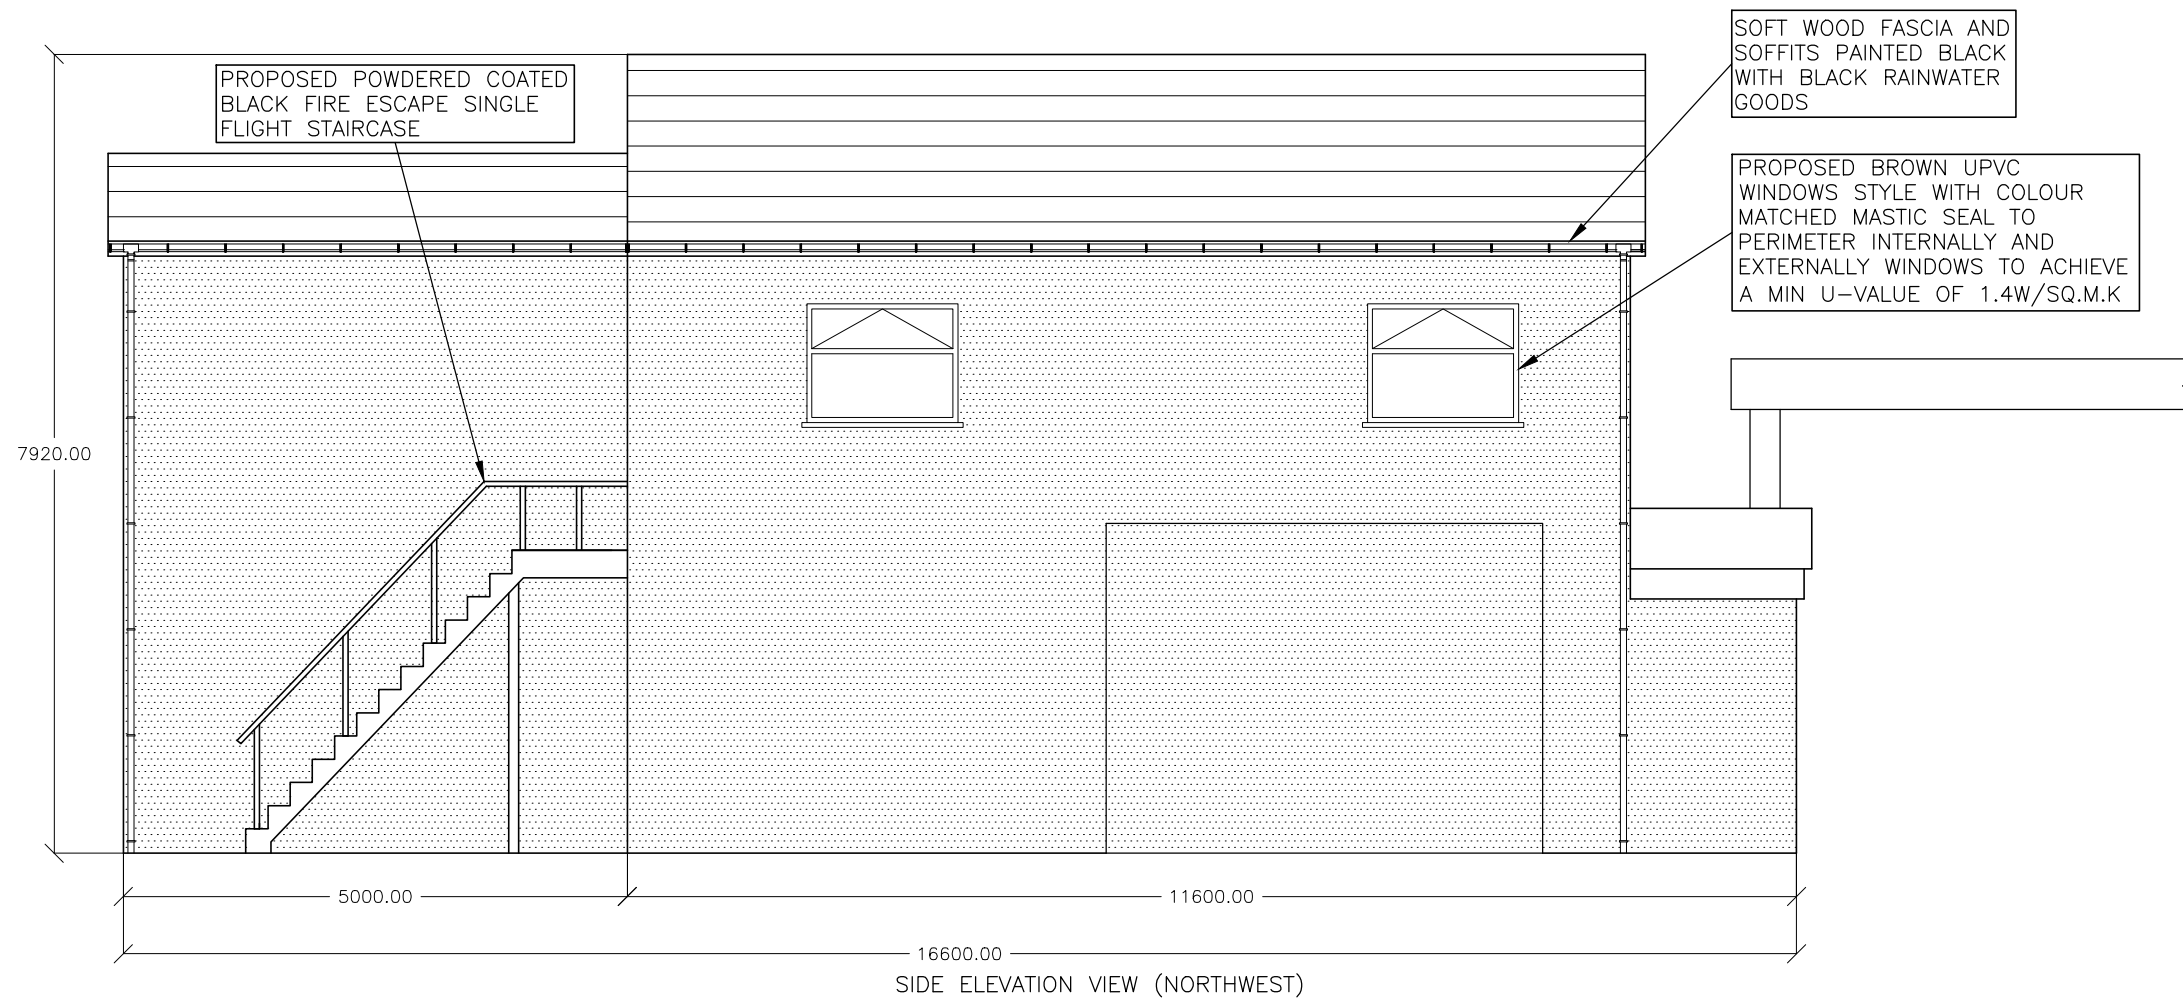 PROPOSED POWDERED COATED
BLACK FIRE ESCAPE SINGLE
FLIGHT STAIRCASE
SOFT WOOD FASCIA AND
SOFFITS PAINTED BLACK
WITH BLACK RAINWATER
GOODS
PROPOSED BROWN UPVC
WINDOWS STYLE WITH COLOUR
MATCHED MASTIC SEAL TO
PERIMETER INTERNALLY AND
EXTERNALLY WINDOWS TO ACHIEVE
A MIN U-VALUE OF 1.4W/SQ.M.K
7920.00
5000.00
11600.00
16600.00
SIDE ELEVATION VIEW (NORTHWEST)